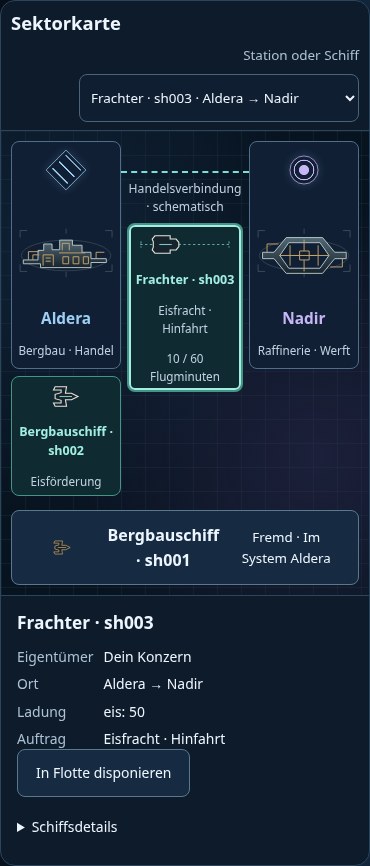 Sektorkarte
Station oder Schiff
Frachter · sh003 · Aldera → Nadir
Handelsverbindung
· schematisch
Aldera
Bergbau · Handel
Frachter · sh003
Eisfracht ·
Hinfahrt
10 / 60
Flugminuten
Nadir
Raffinerie · Werft
Bergbauschiff ·
sh002
Eisförderung
Bergbauschiff
· sh001
Fremd · Im
System Aldera
Frachter · sh003
Eigentümer Dein Konzern
Ort Aldera → Nadir
Ladung eis: 50
Auftrag Eisfracht · Hinfahrt
In Flotte disponieren
▶ Schiffsdetails